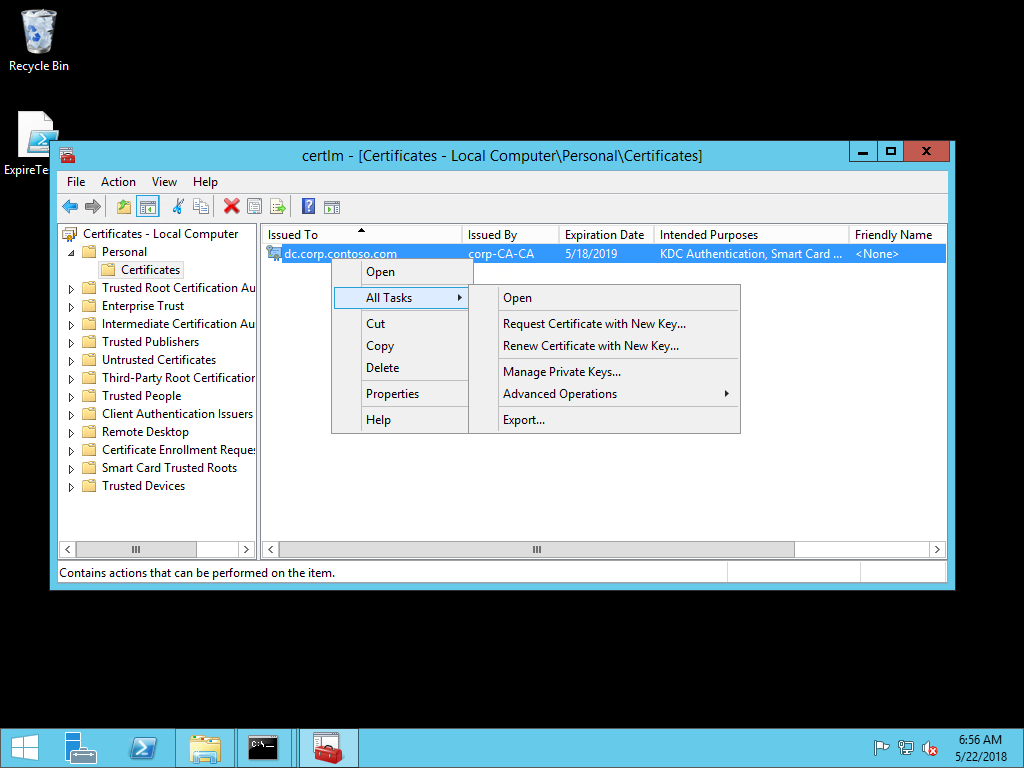 Recycle Bin
ExpireTe
certlm - [Certificates - Local Computer\Personal\Certificates]
File Action View Help
Certificates - Local Computer
Personal
Certificates
Trusted Root Certification Au
Enterprise Trust
Intermediate Certification Au
Trusted Publishers
Untrusted Certificates
Third-Party Root Certification
Trusted People
Client Authentication Issuers
Remote Desktop
Certificate Enrollment Reques
Smart Card Trusted Roots
Trusted Devices
Issued To Issued By Expiration Date Intended Purposes Friendly Name
dc.corp.contoso.com corp-CA-CA 5/18/2019 KDC Authentication, Smart Card ... <None>
Open
All Tasks
Cut
Copy
Delete
Properties
Help
Open
Request Certificate with New Key...
Renew Certificate with New Key...
Manage Private Keys...
Advanced Operations
Export...
Contains actions that can be performed on the item.
6:56 AM
5/22/2018